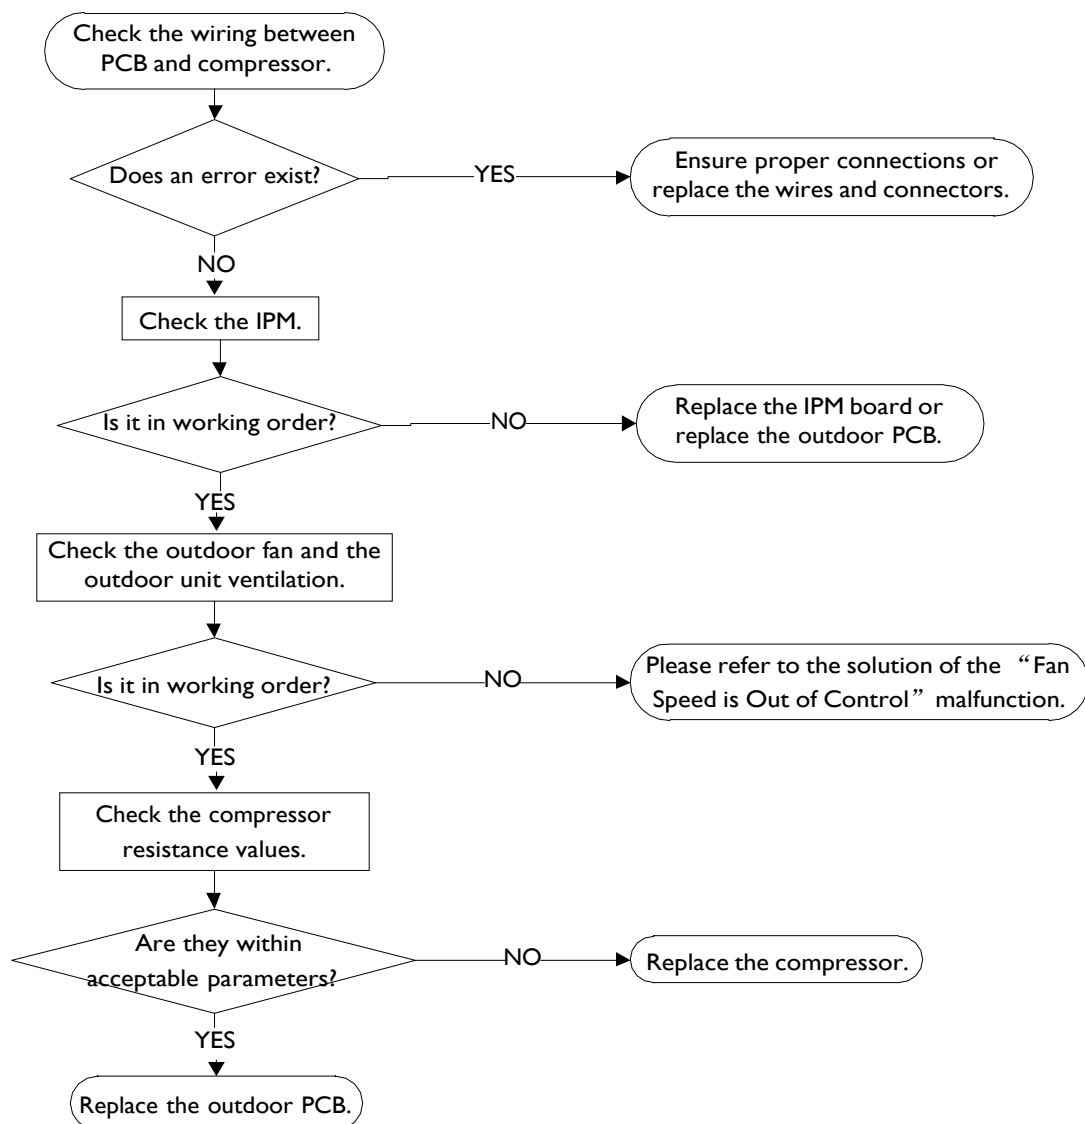 Check the wiring between
PCB and compressor.
Does an error exist?
YES
Ensure proper connections or
replace the wires and connectors.
NO
Check the IPM.
Is it in working order?
NO
Replace the IPM board or
replace the outdoor PCB.
YES
Check the outdoor fan and the
outdoor unit ventilation.
Is it in working order?
NO
Please refer to the solution of the “Fan
Speed is Out of Control” malfunction.
YES
Check the compressor
resistance values.
Are they within
acceptable parameters?
NO
Replace the compressor.
YES
Replace the outdoor PCB.